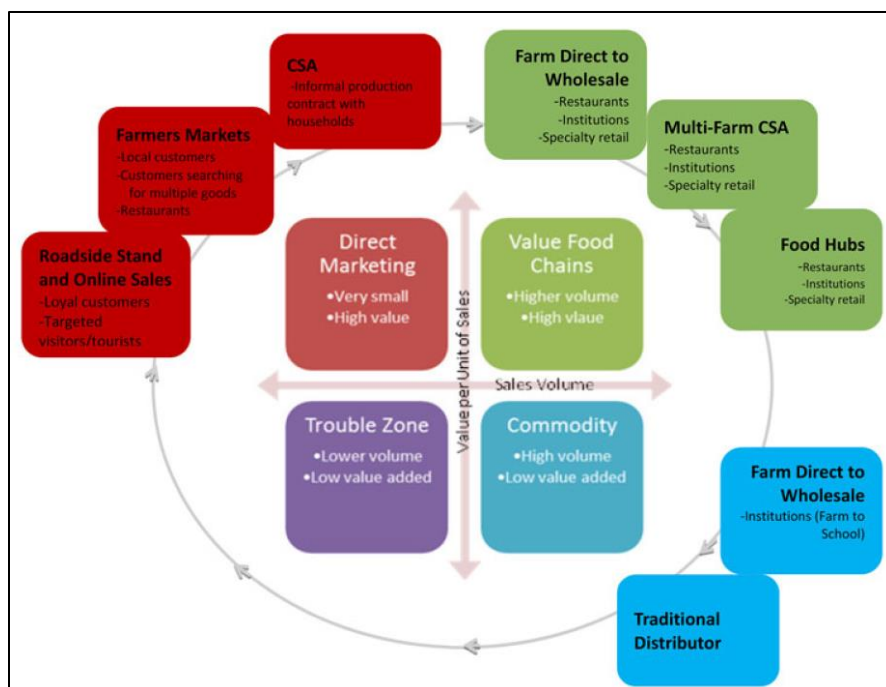 CSA
-Informal production
contract with
households
Farmers Markets
-Local customers
-Customers searching
for multiple goods
-Restaurants
Roadside Stand
and Online Sales
-Loyal customers
-Targeted
visitors/tourists
Farm Direct to
Wholesale
-Restaurants
-Institutions
-Specialty retail
Multi-Farm CSA
-Restaurants
-Institutions
-Specialty retail
Food Hubs
-Restaurants
-Institutions
-Specialty retail
Direct
Marketing
•Very small
•High value
Value Food
Chains
•Higher volume
•High vlaue
Value per Unit of Sales
Sales Volume
Trouble Zone
•Lower volume
•Low value added
Commodity
•High volume
•Low value added
Farm Direct to
Wholesale
-Institutions (Farm to
School)
Traditional
Distributor